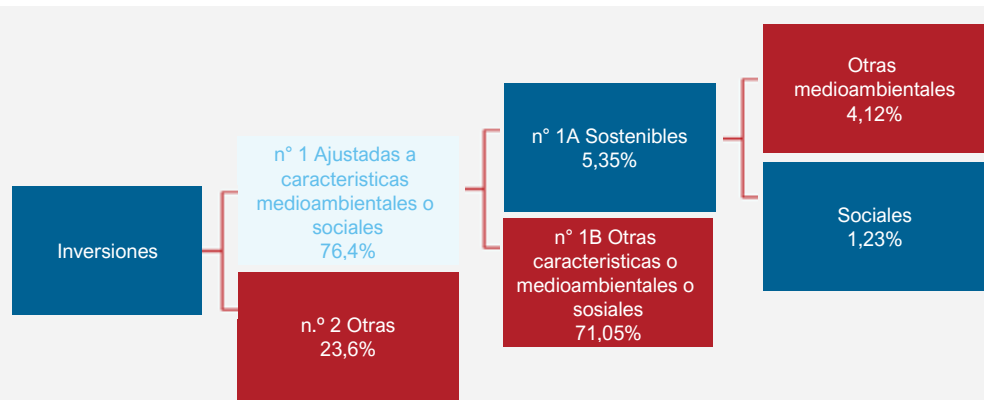 Inversiones
n° 1 Ajustadas a
caracteristicas
medioambientales o
sociales
76,4%
n.º 2 Otras
23,6%
n° 1A Sostenibles
5,35%
n° 1B Otras
caracteristicas o
medioambientales o
sosiales
71,05%
Otras
medioambientales
4,12%
Sociales
1,23%